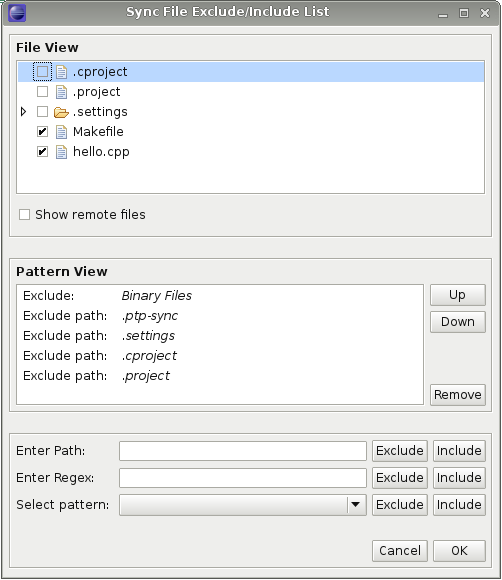 Sync File Exclude/Include List
File View
.cproject
.project
.settings
Makefile
hello.cpp
Show remote files
Pattern View
Exclude: Binary Files
Exclude path: .ptp-sync
Exclude path: .settings
Exclude path: .cproject
Exclude path: .project
Up
Down
Remove
Enter Path: Exclude Include
Enter Regex: Exclude Include
Select pattern: Exclude Include
Cancel OK